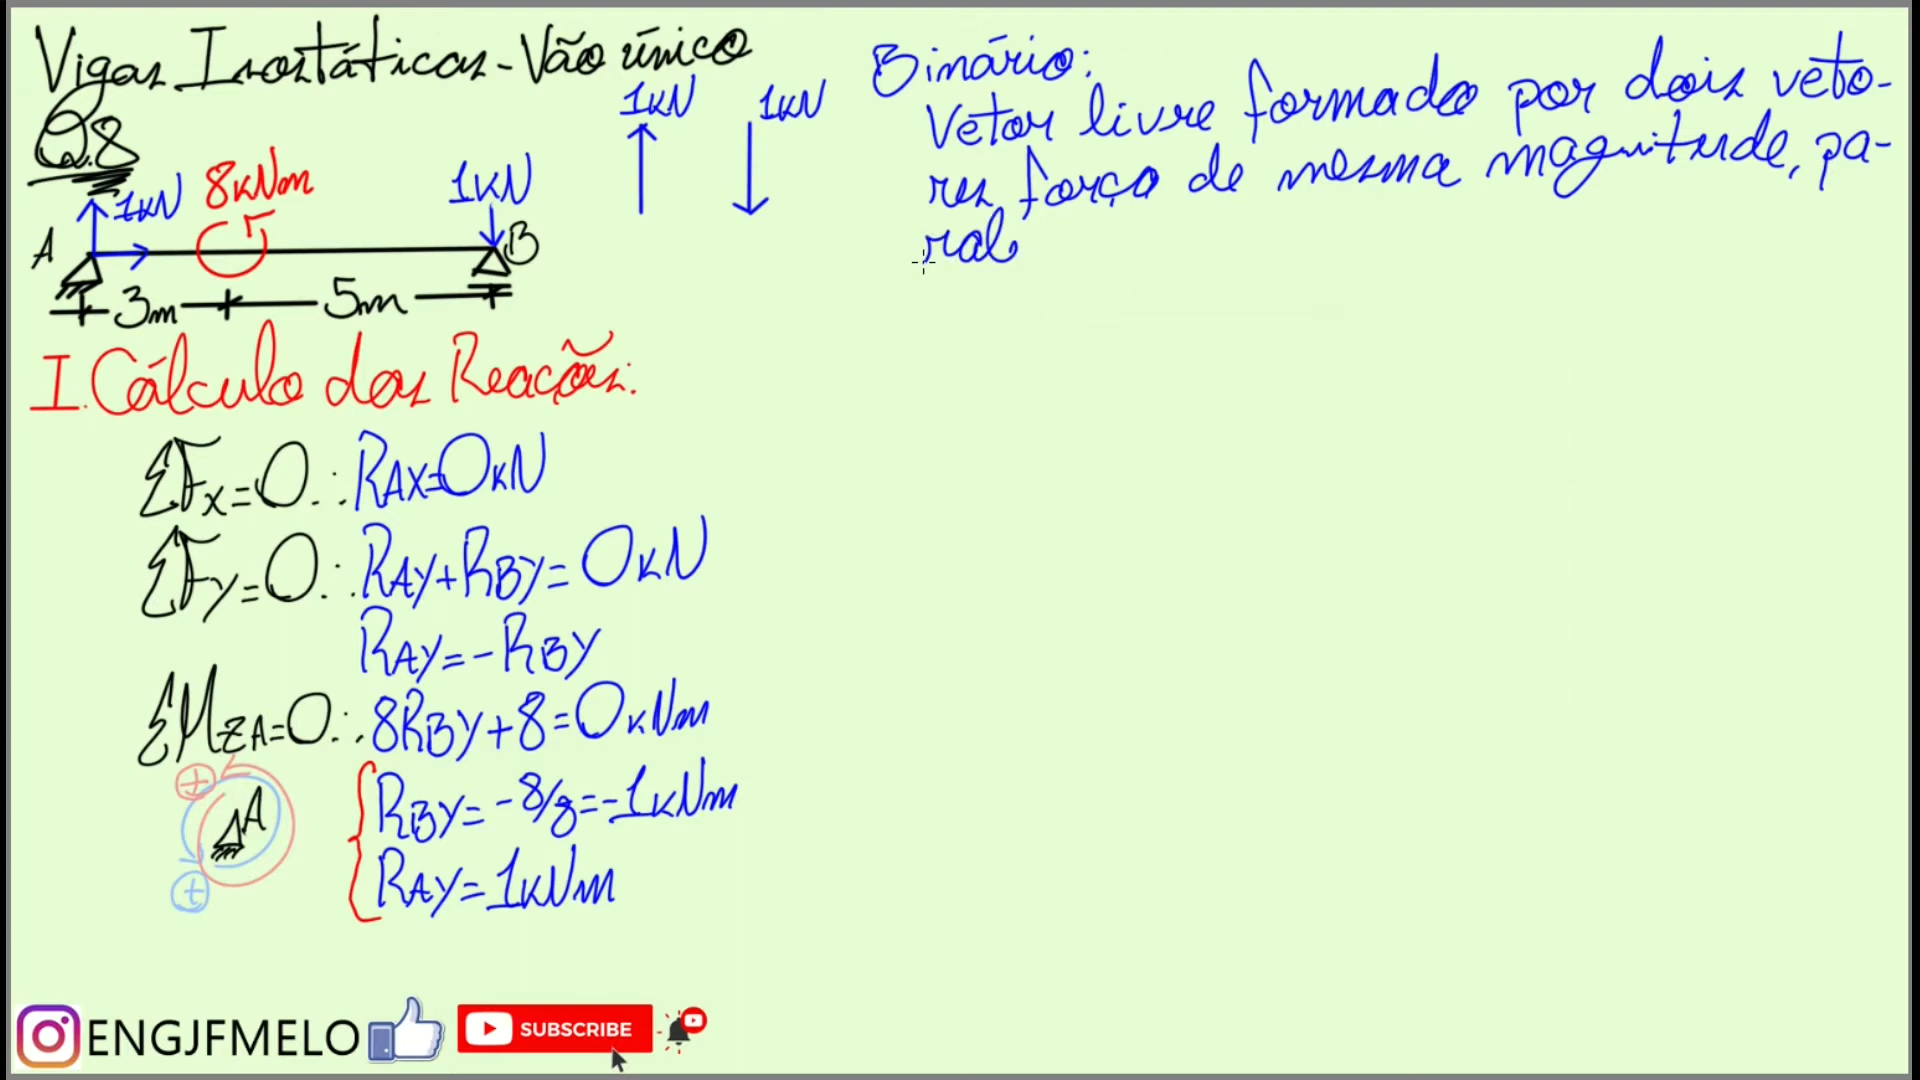 Vigas Isostáticas - Vão único
Q.8
1kN 8kNm 1kN
A B
3m 5m
1kN 1kN
Binário:
Vetor livre formado por dois veto-
res força de mesma magnitude, pa-
ral
I. Cálculo das Reações:
ΣFx=0 ∴ RAX=0kN
ΣFy=0 ∴ RAY+RBY=0kN
RAY=-RBY
ΣMZA=0 ∴ 8RBY+8=0kNm
+ A +
RBY=-8/8=-1kNm
RAY=1kNm
ENGJFMELO SUBSCRIBE